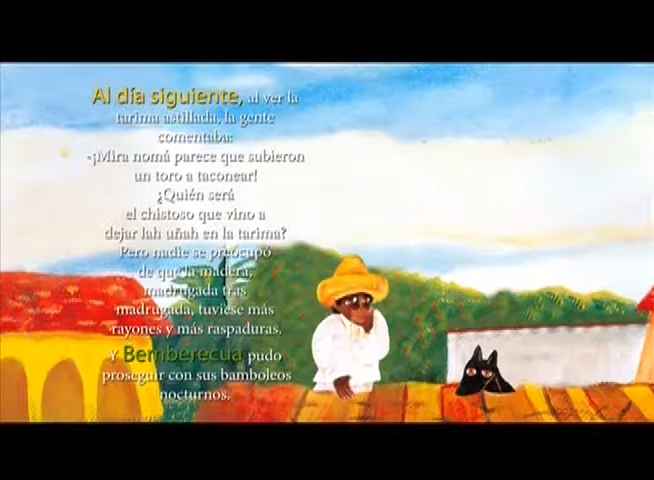 Al día siguiente, al ver la
tarima astillada, la gente
comentaba:
-¡Mira nomá parece que subieron
un toro a taconear!
¿Quién será
el chistoso que vino a
dejar lah uñah en la tarima?
Pero nadie se preocupó
de que la madera,
madrugada tras
madrugada, tuviese más
rayones y más raspaduras.
Y Bemberecua pudo
proseguir con sus bamboleos
nocturnos.